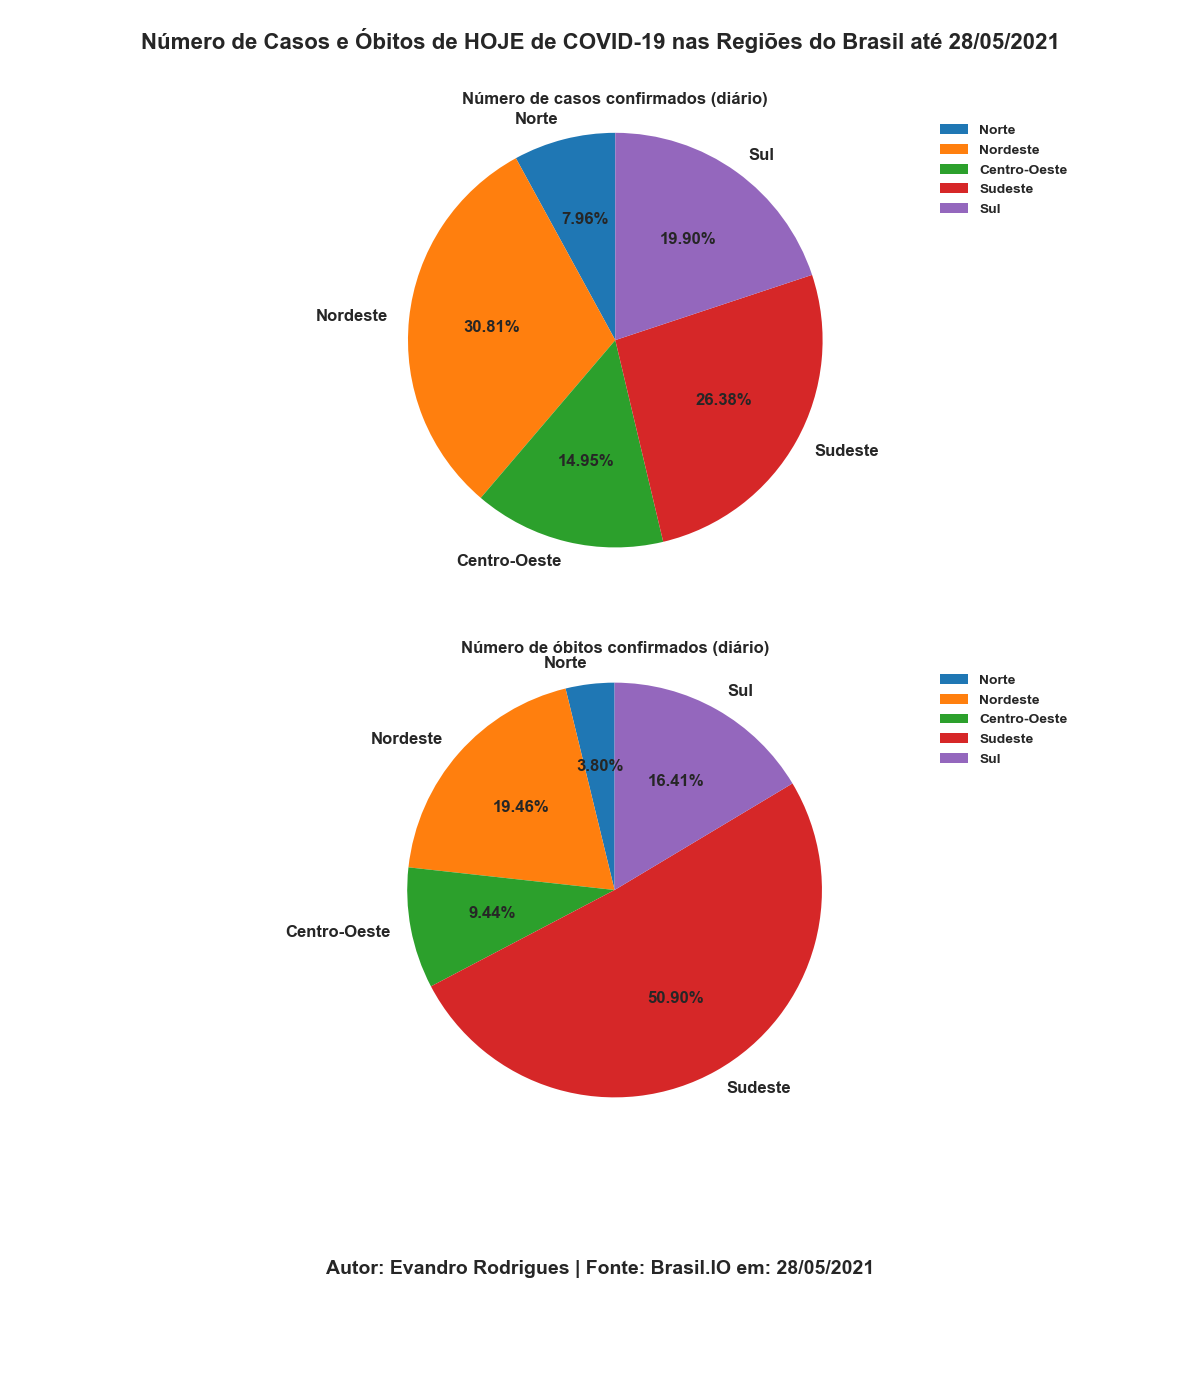 Número de Casos e Óbitos de HOJE de COVID-19 nas Regiões do Brasil até 28/05/2021
Número de casos confirmados (diário)
Norte
Sul
7.96%
19.90%
Nordeste
30.81%
26.38%
Sudeste
14.95%
Centro-Oeste
Norte
Nordeste
Centro-Oeste
Sudeste
Sul
Número de óbitos confirmados (diário)
Norte
Sul
Nordeste
3.80%
16.41%
19.46%
9.44%
Centro-Oeste
50.90%
Sudeste
Norte
Nordeste
Centro-Oeste
Sudeste
Sul
Autor: Evandro Rodrigues | Fonte: Brasil.IO em: 28/05/2021